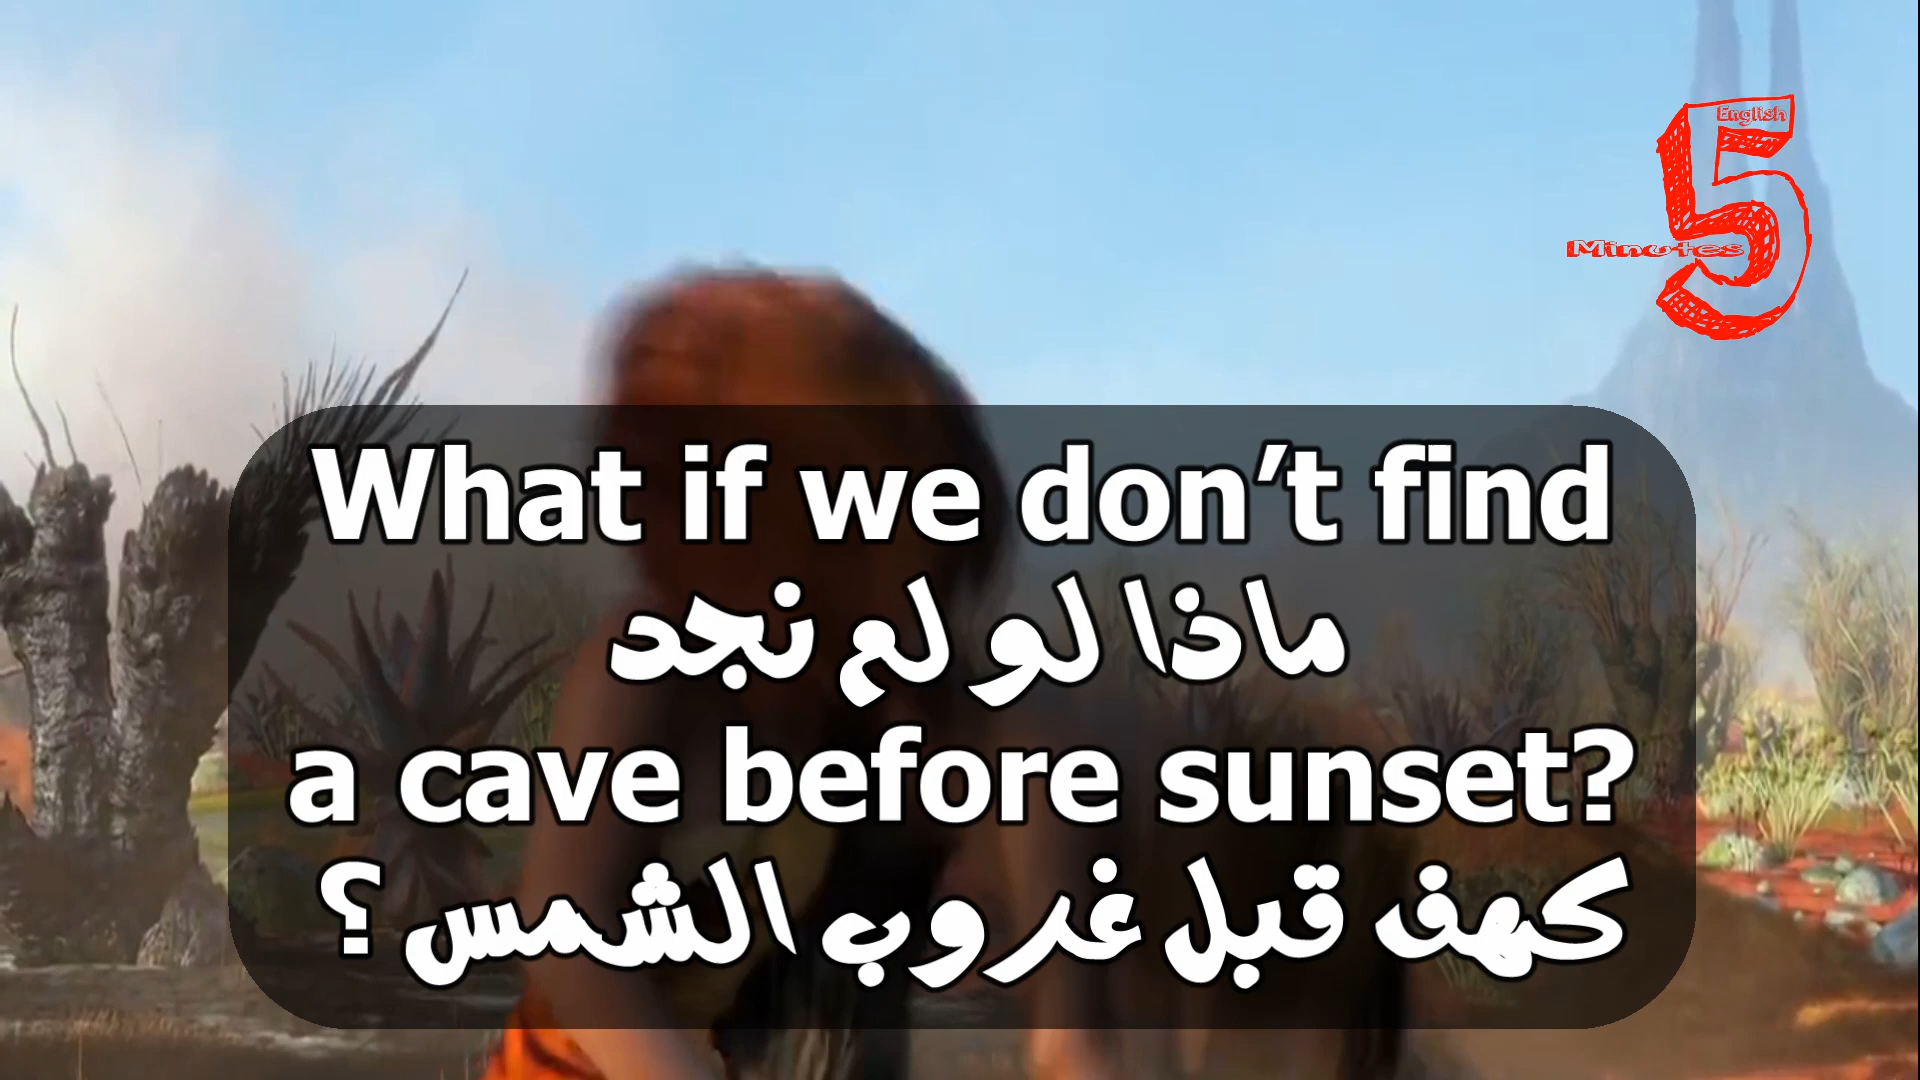 English
5
Minutes
What if we don’t find
ماذا لو لم نجد
a cave before sunset?
كهف قبل غروب الشمس ؟